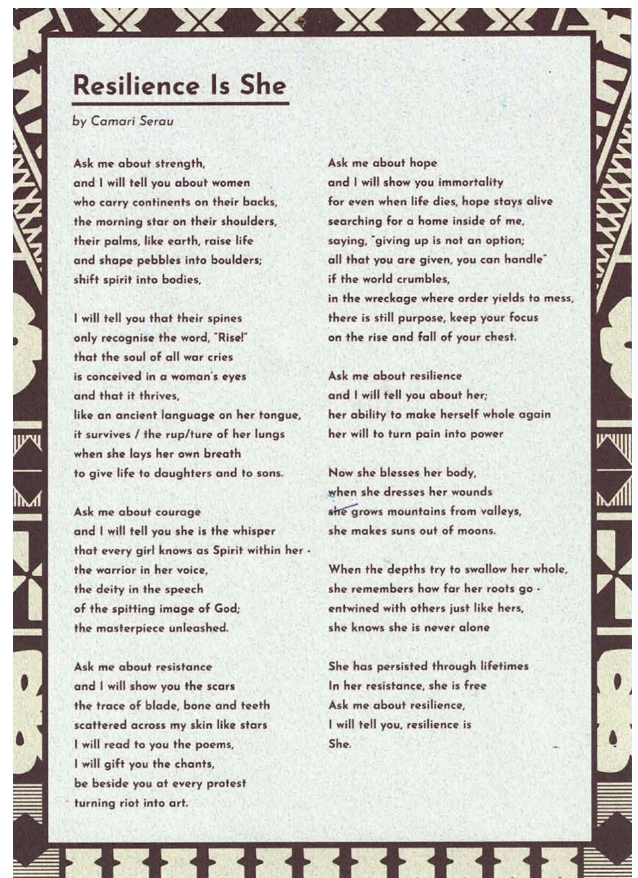 Resilience Is She
by Camari Serau
Ask me about strength,
and I will tell you about women
who carry continents on their backs,
the morning star on their shoulders,
their palms, like earth, raise life
and shape pebbles into boulders;
shift spirit into bodies,
I will tell you that their spines
only recognise the word, "Rise!"
that the soul of all war cries
is conceived in a woman's eyes
and that it thrives,
like an ancient language on her tongue,
it survives / the rup/ture of her lungs
when she lays her own breath
to give life to daughters and to sons.
Ask me about courage
and I will tell you she is the whisper
that every girl knows as Spirit within her -
the warrior in her voice,
the deity in the speech
of the spitting image of God;
the masterpiece unleashed.
Ask me about resistance
and I will show you the scars
the trace of blade, bone and teeth
scattered across my skin like stars
I will read to you the poems,
I will gift you the chants,
be beside you at every protest
turning riot into art.
Ask me about hope
and I will show you immortality
for even when life dies, hope stays alive
searching for a home inside of me,
saying, "giving up is not an option;
all that you are given, you can handle"
if the world crumbles,
in the wreckage where order yields to mess,
there is still purpose, keep your focus
on the rise and fall of your chest.
Ask me about resilience
and I will tell you about her;
her ability to make herself whole again
her will to turn pain into power
Now she blesses her body,
when she dresses her wounds
she grows mountains from valleys,
she makes suns out of moons.
When the depths try to swallow her whole,
she remembers how far her roots go -
entwined with others just like hers,
she knows she is never alone
She has persisted through lifetimes
In her resistance, she is free
Ask me about resilience,
I will tell you, resilience is
She.